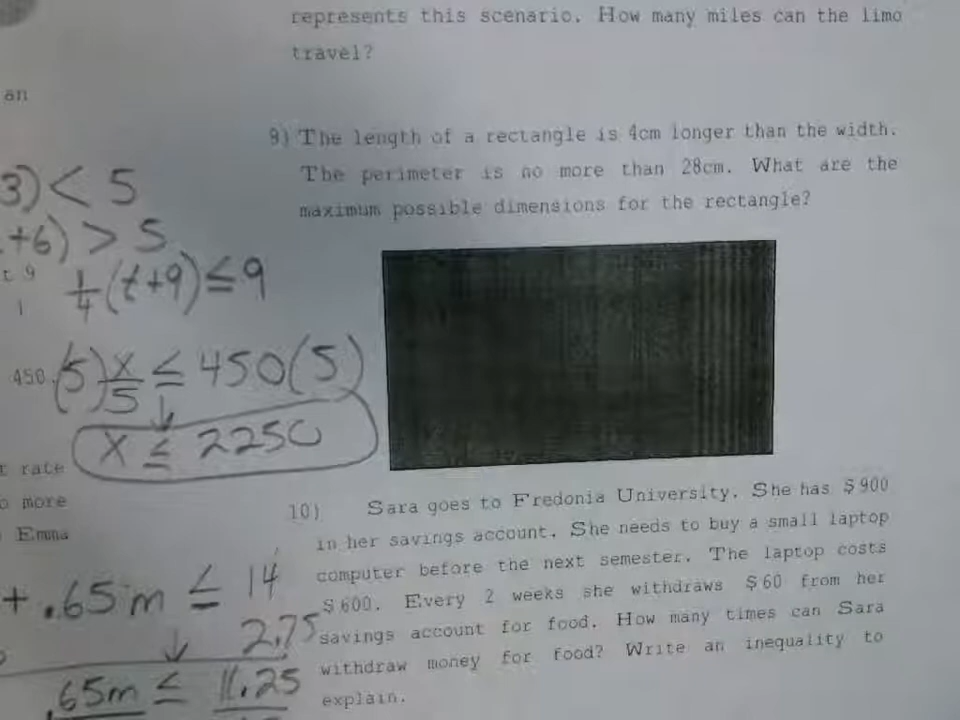 represents this scenario. How many miles can the limo
travel?
an
9) The length of a rectangle is 4cm longer than the width.
The perimeter is no more than 28cm. What are the
maximum possible dimensions for the rectangle?
3) < 5
+6) > 5
t 9
1/4(t+9) ≤ 9
1
450 (5) x/5 ≤ 450(5)
x ≤ 2250
t rate
o more
Emma
10) Sara goes to Fredonia University. She has $900
in her savings account. She needs to buy a small laptop
computer before the next semester. The laptop costs
$600. Every 2 weeks she withdraws $60 from her
savings account for food. How many times can Sara
withdraw money for food? Write an inequality to
explain.
+ .65m ≤ 14
2.75
.65m ≤ 11.25